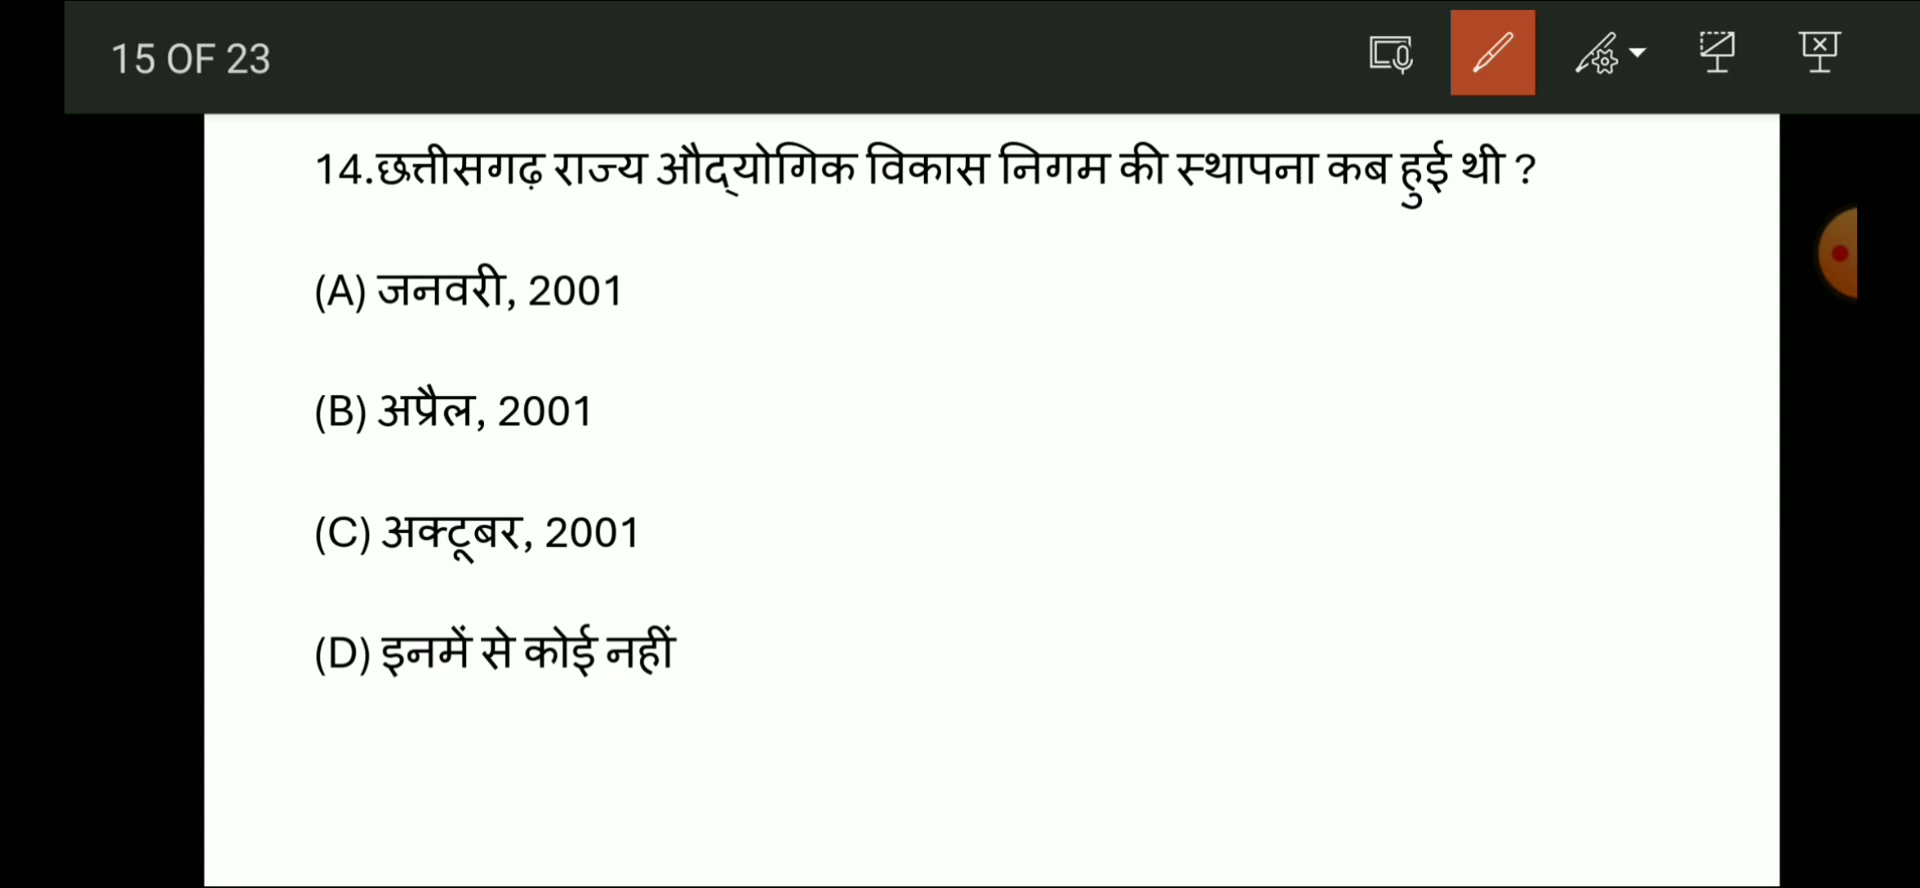 15 OF 23
14.छत्तीसगढ़ राज्य औद्‌योगिक विकास निगम की स्थापना कब हुई थी ?
(A) जनवरी, 2001
(B) अप्रैल, 2001
(C) अक्टूबर, 2001
(D) इनमें से कोई नहीं